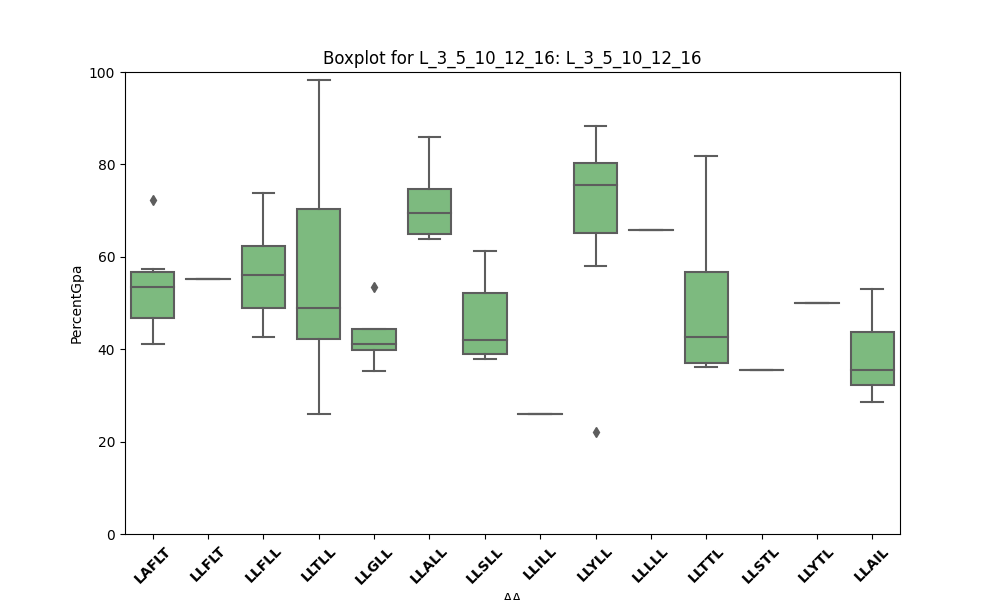 Boxplot for L_3_5_10_12_16: L_3_5_10_12_16
PercentGpa
100
80
60
40
20
0
LAFLT LLFLT LLFLL LLTLL LLGLL LLALL LLSLL LLILL LLYLL LLLLL LLTTL LLSTL LLYTL LLAIL
AA